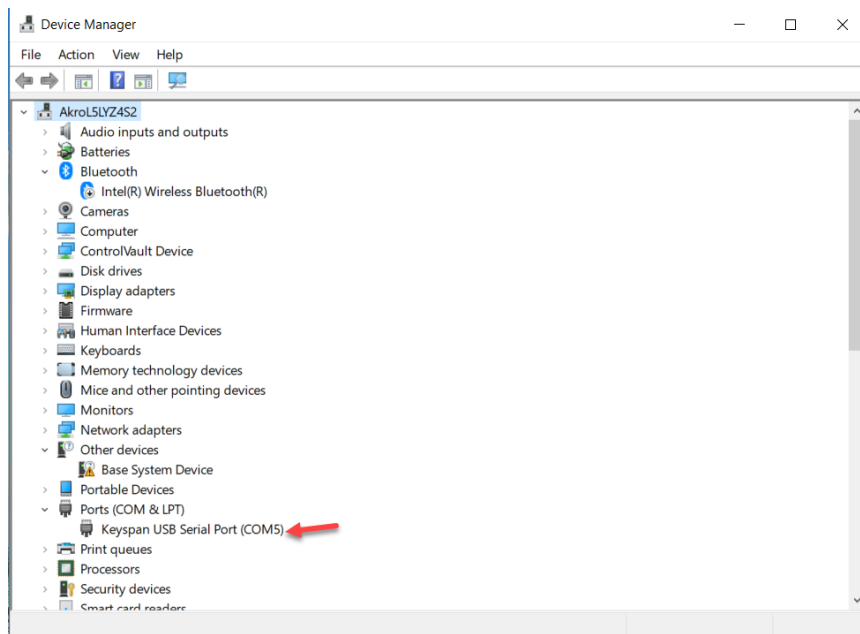 Device Manager
File Action View Help
AkroL5LYZ4S2
Audio inputs and outputs
Batteries
Bluetooth
Intel(R) Wireless Bluetooth(R)
Cameras
Computer
ControlVault Device
Disk drives
Display adapters
Firmware
Human Interface Devices
Keyboards
Memory technology devices
Mice and other pointing devices
Monitors
Network adapters
Other devices
Base System Device
Portable Devices
Ports (COM & LPT)
Keyspan USB Serial Port (COM5)
Print queues
Processors
Security devices
Smart card readers